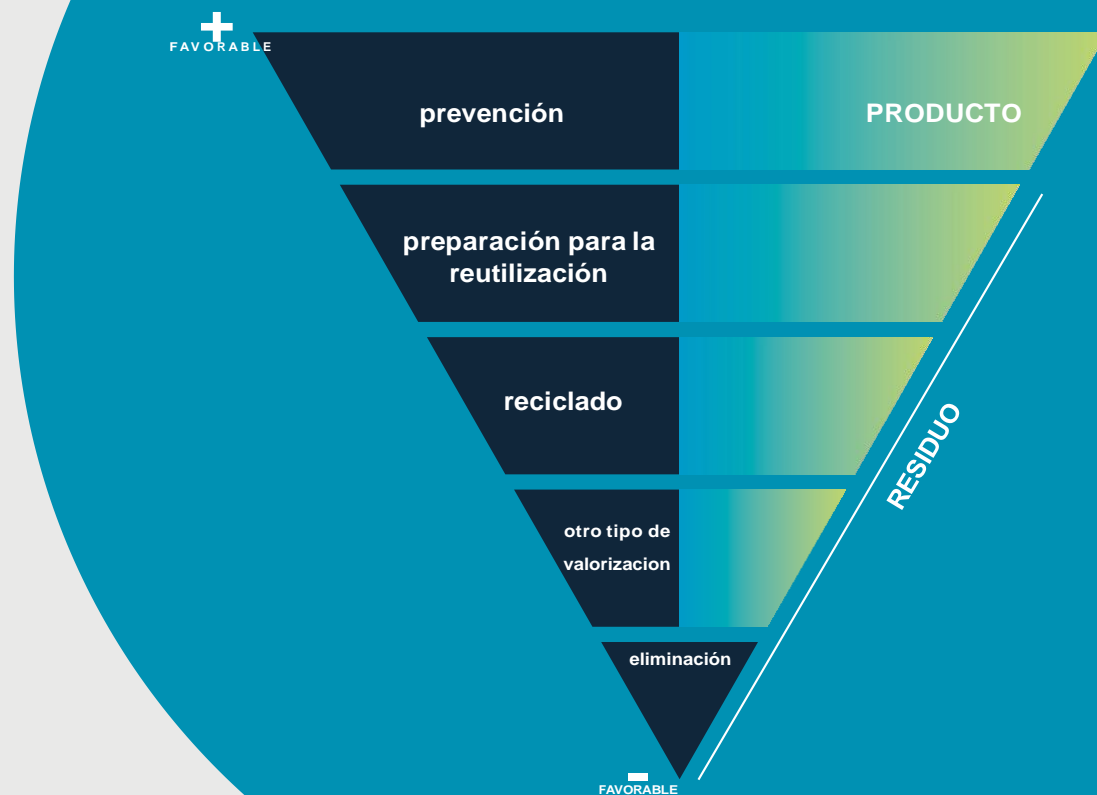 +
FAVORABLE
prevención
PRODUCTO
preparación para la
reutilización
reciclado
RESIDUO
otro tipo de
valorizacion
eliminación
-
FAVORABLE